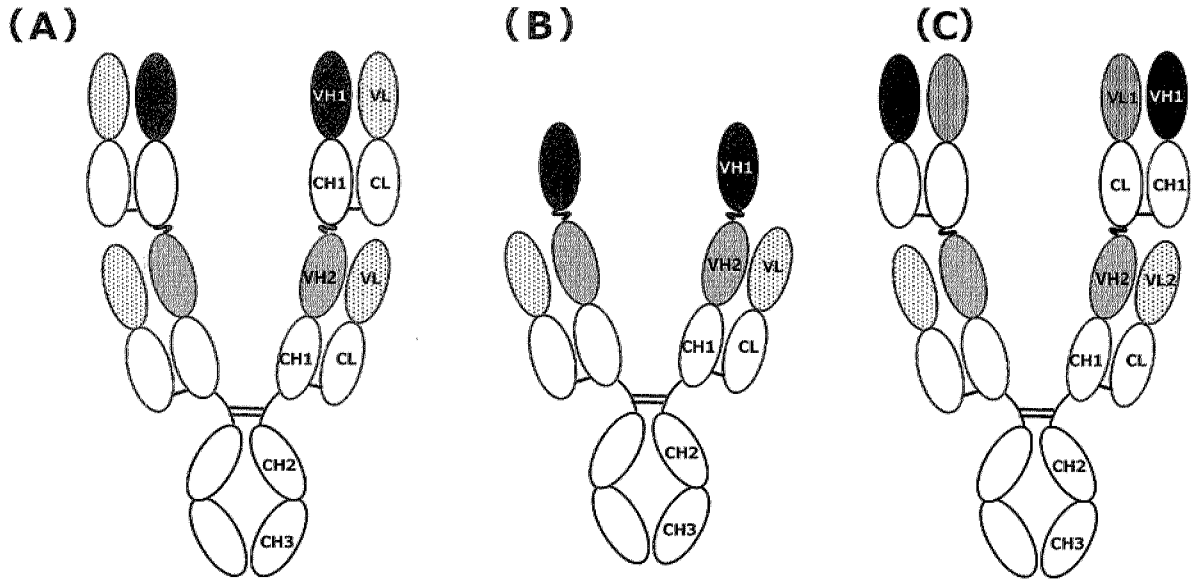 (A)
VH1 VL
CH1 CL
VH2 VL
CH1 CL
CH2
CH3
(B)
VH1
VH2 VL
CH1 CL
CH2
CH3
(C)
VL1 VH1
CL CH1
VH2 VL2
CH1 CL
CH2
CH3